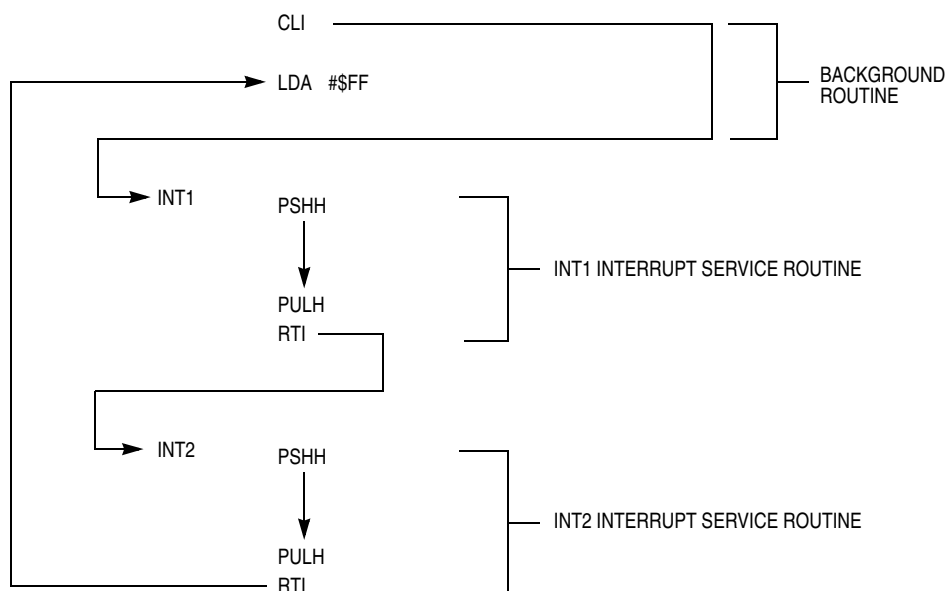 CLI
LDA #$FF
BACKGROUND
ROUTINE
INT1
PSHH
INT1 INTERRUPT SERVICE ROUTINE
PULH
RTI
INT2
PSHH
INT2 INTERRUPT SERVICE ROUTINE
PULH
RTI